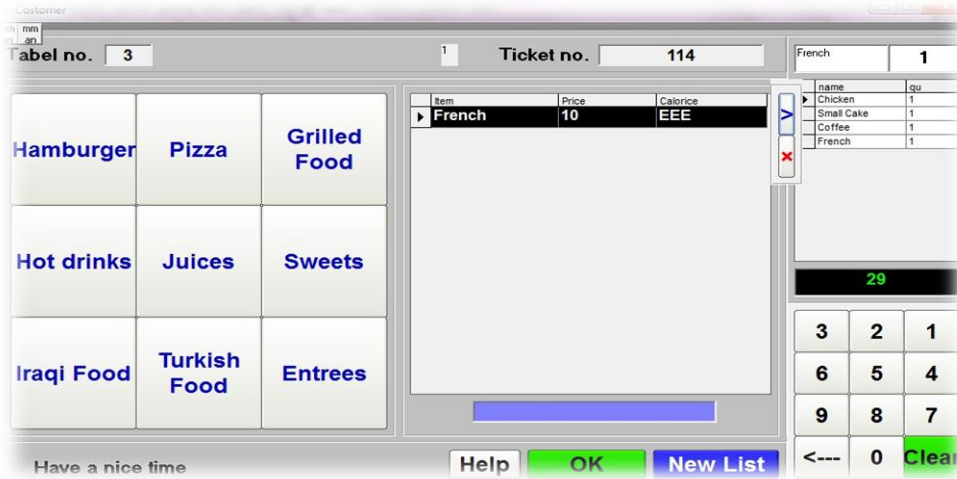 Costomer
mm
an
Tabel no. 3
1
Ticket no. 114
French 1
Hamburger Pizza Grilled Food
Hot drinks Juices Sweets
Iraqi Food Turkish Food Entrees
Item Price Calorice
French 10 EEE
>
×
name qu
Chicken 1
Small Cake 1
Coffee 1
French 1
29
3 2 1
6 5 4
9 8 7
<--- 0 Clear
Have a nice time
Help OK New List